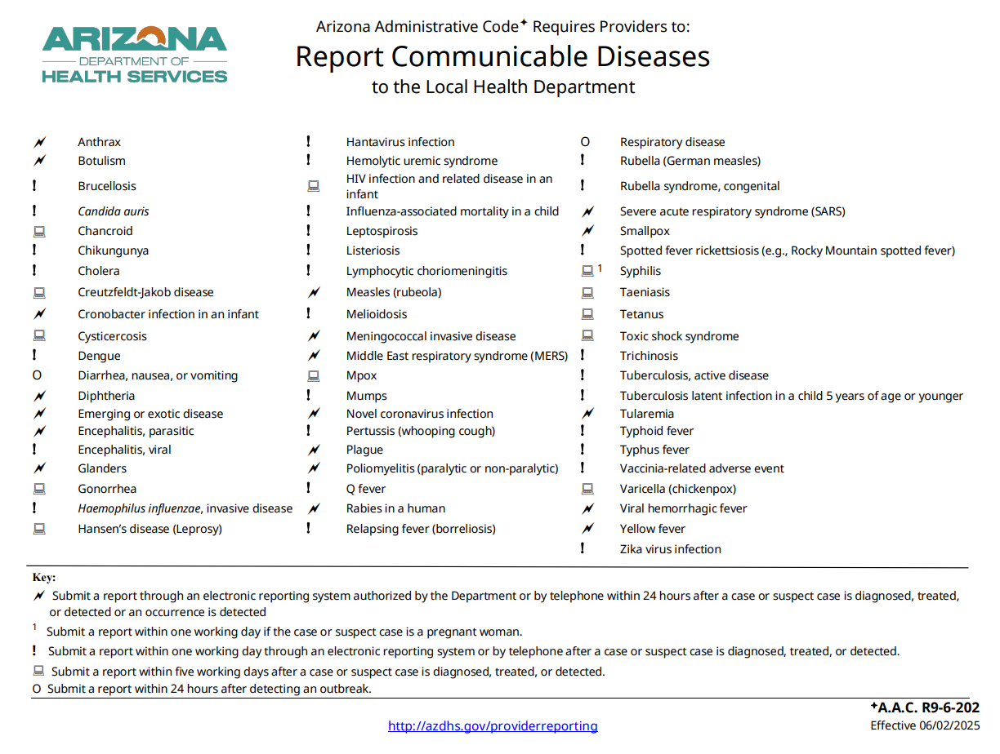 ARIZONA
DEPARTMENT OF
HEALTH SERVICES
Arizona Administrative Code✦ Requires Providers to:
Report Communicable Diseases
to the Local Health Department
Anthrax
Botulism
! Brucellosis
! Candida auris
Chancroid
! Chikungunya
! Cholera
Creutzfeldt-Jakob disease
Cronobacter infection in an infant
Cysticercosis
! Dengue
O Diarrhea, nausea, or vomiting
Diphtheria
Emerging or exotic disease
Encephalitis, parasitic
! Encephalitis, viral
Glanders
Gonorrhea
! Haemophilus influenzae, invasive disease
Hansen’s disease (Leprosy)
! Hantavirus infection
! Hemolytic uremic syndrome
HIV infection and related disease in an
infant
! Influenza-associated mortality in a child
! Leptospirosis
! Listeriosis
! Lymphocytic choriomeningitis
Measles (rubeola)
! Melioidosis
Meningococcal invasive disease
Middle East respiratory syndrome (MERS)
Mpox
! Mumps
Novel coronavirus infection
! Pertussis (whooping cough)
Plague
Poliomyelitis (paralytic or non-paralytic)
! Q fever
Rabies in a human
! Relapsing fever (borreliosis)
O Respiratory disease
! Rubella (German measles)
! Rubella syndrome, congenital
Severe acute respiratory syndrome (SARS)
Smallpox
! Spotted fever rickettsiosis (e.g., Rocky Mountain spotted fever)
1 Syphilis
Taeniasis
Tetanus
Toxic shock syndrome
! Trichinosis
! Tuberculosis, active disease
! Tuberculosis latent infection in a child 5 years of age or younger
Tularemia
! Typhoid fever
! Typhus fever
! Vaccinia-related adverse event
Varicella (chickenpox)
Viral hemorrhagic fever
Yellow fever
! Zika virus infection
Key:
Submit a report through an electronic reporting system authorized by the Department or by telephone within 24 hours after a case or suspect case is diagnosed, treated,
or detected or an occurrence is detected
1 Submit a report within one working day if the case or suspect case is a pregnant woman.
! Submit a report within one working day through an electronic reporting system or by telephone after a case or suspect case is diagnosed, treated, or detected.
Submit a report within five working days after a case or suspect case is diagnosed, treated, or detected.
O Submit a report within 24 hours after detecting an outbreak.
✦A.A.C. R9-6-202
http://azdhs.gov/providerreporting
Effective 06/02/2025